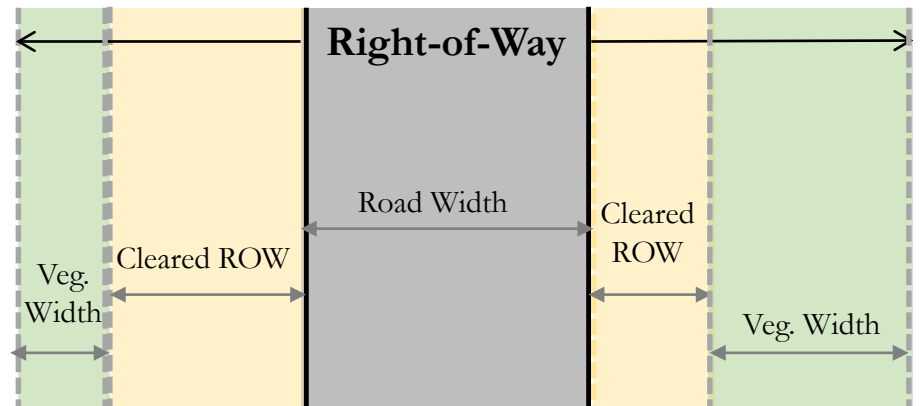 Right-of-Way
Road Width
Cleared
ROW
Cleared ROW
Veg.
Width
Veg. Width